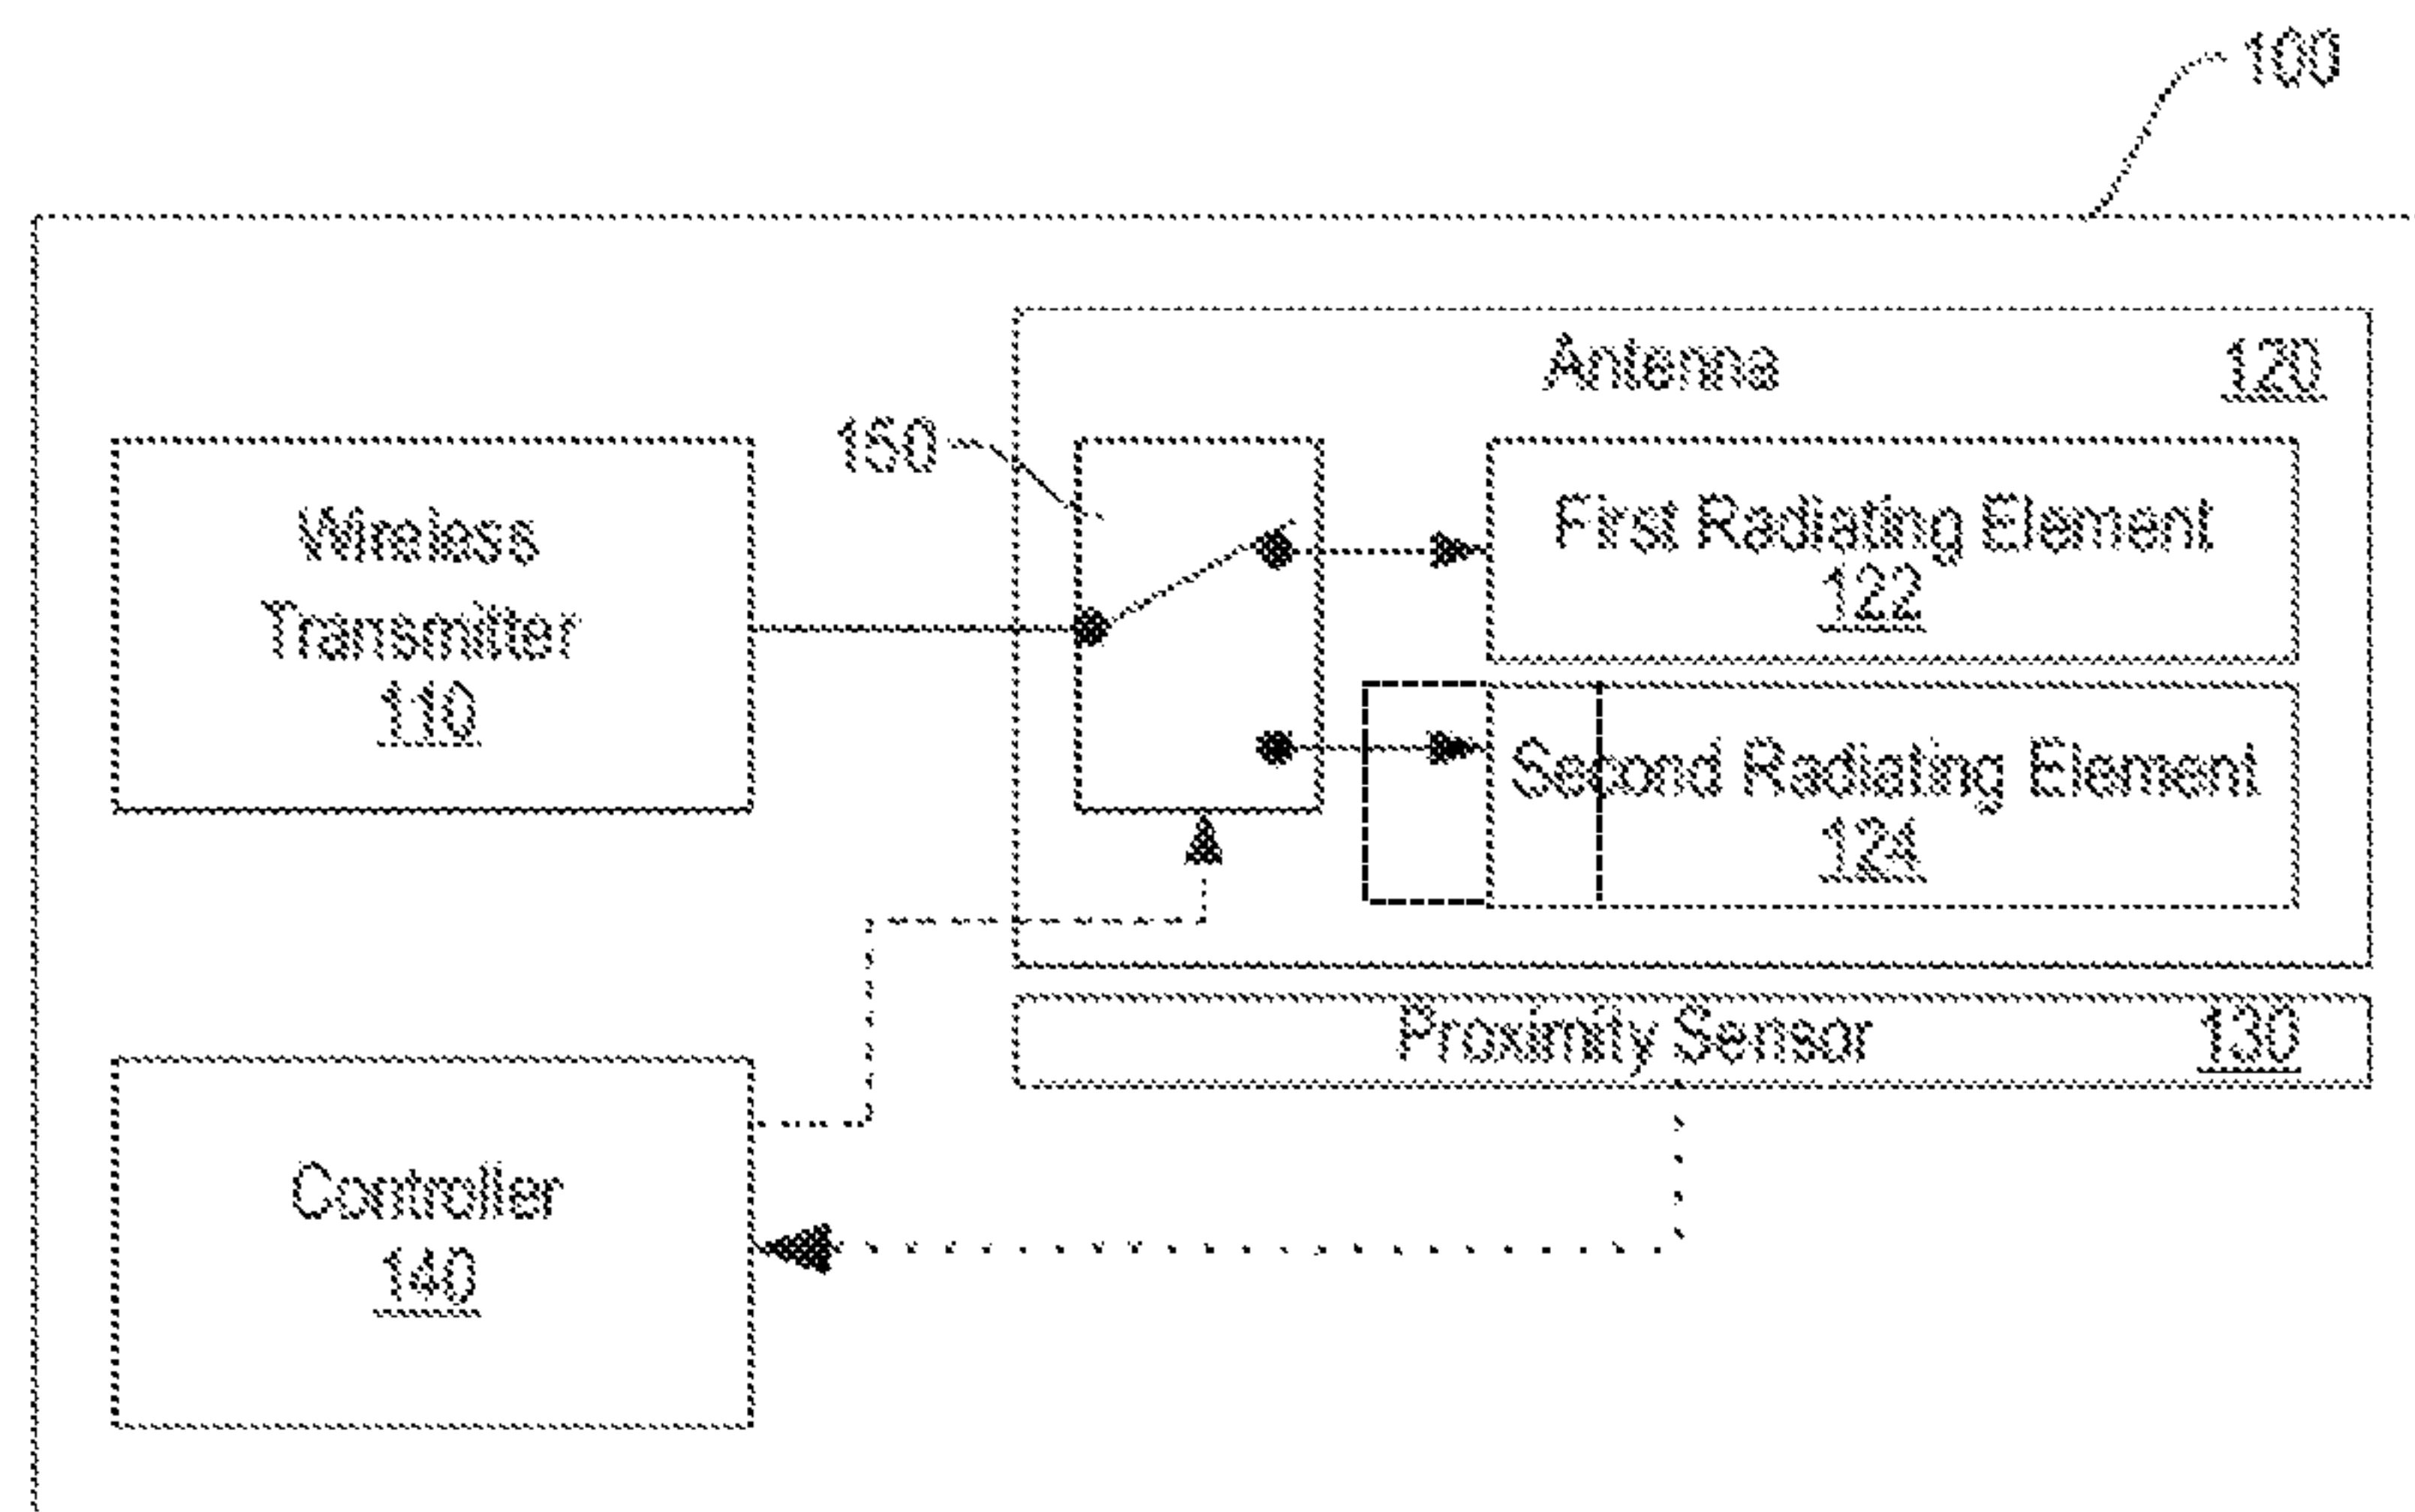 100
Antenna 120
150
Wireless
Transmitter
110
First Radiating Element
122
Second Radiating Element
124
Proximity Sensor 130
Controller
140